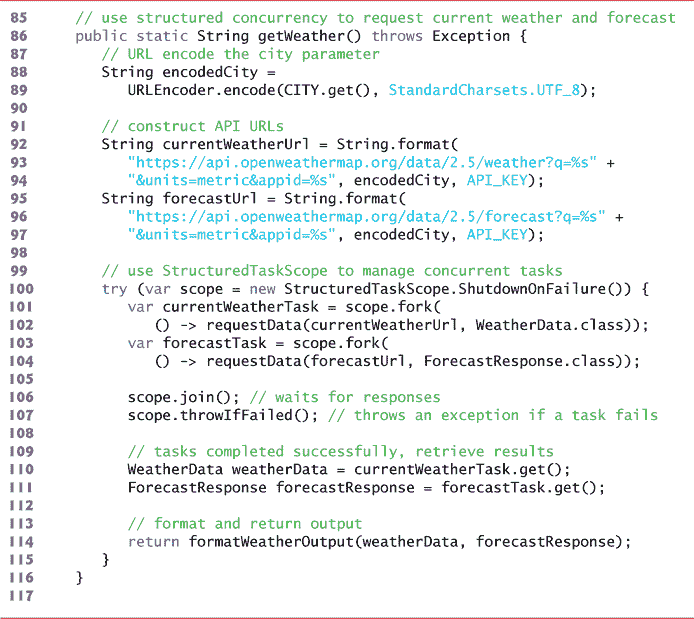 85 // use structured concurrency to request current weather and forecast
86 public static String getWeather() throws Exception {
87 // URL encode the city parameter
88 String encodedCity =
89 URLEncoder.encode(CITY.get(), StandardCharsets.UTF_8);
90
91 // construct API URLs
92 String currentWeatherUrl = String.format(
93 "https://api.openweathermap.org/data/2.5/weather?q=%s" +
94 "&units=metric&appid=%s", encodedCity, API_KEY);
95 String forecastUrl = String.format(
96 "https://api.openweathermap.org/data/2.5/forecast?q=%s" +
97 "&units=metric&appid=%s", encodedCity, API_KEY);
98
99 // use StructuredTaskScope to manage concurrent tasks
100 try (var scope = new StructuredTaskScope.ShutdownOnFailure()) {
101 var currentWeatherTask = scope.fork(
102 () -> requestData(currentWeatherUrl, WeatherData.class));
103 var forecastTask = scope.fork(
104 () -> requestData(forecastUrl, ForecastResponse.class));
105
106 scope.join(); // waits for responses
107 scope.throwIfFailed(); // throws an exception if a task fails
108
109 // tasks completed successfully, retrieve results
110 WeatherData weatherData = currentWeatherTask.get();
111 ForecastResponse forecastResponse = forecastTask.get();
112
113 // format and return output
114 return formatWeatherOutput(weatherData, forecastResponse);
115 }
116 }
117